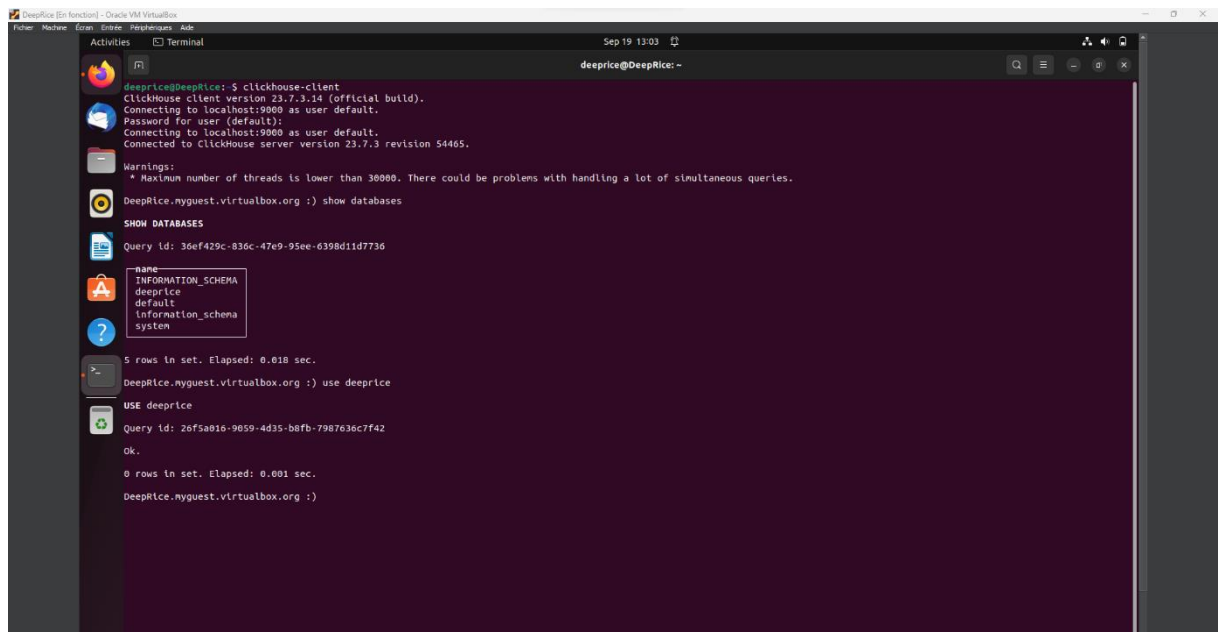 DeepRice [En fonction] - Oracle VM VirtualBox
Fichier Machine Écran Entrée Périphériques Aide
Activities Terminal Sep 19 13:03
deeprice@DeepRice: ~
deeprice@DeepRice:~$ clickhouse-client
ClickHouse client version 23.7.3.14 (official build).
Connecting to localhost:9000 as user default.
Password for user (default):
Connecting to localhost:9000 as user default.
Connected to ClickHouse server version 23.7.3 revision 54465.
Warnings:
* Maximum number of threads is lower than 30000. There could be problems with handling a lot of simultaneous queries.
DeepRice.myguest.virtualbox.org :) show databases
SHOW DATABASES
Query id: 36ef429c-836c-47e9-95ee-6398d11d7736
name
INFORMATION_SCHEMA
deeprice
default
information_schema
system
5 rows in set. Elapsed: 0.018 sec.
DeepRice.myguest.virtualbox.org :) use deeprice
USE deeprice
Query id: 26f5a016-9059-4d35-b8fb-7987636c7f42
Ok.
0 rows in set. Elapsed: 0.001 sec.
DeepRice.myguest.virtualbox.org :)